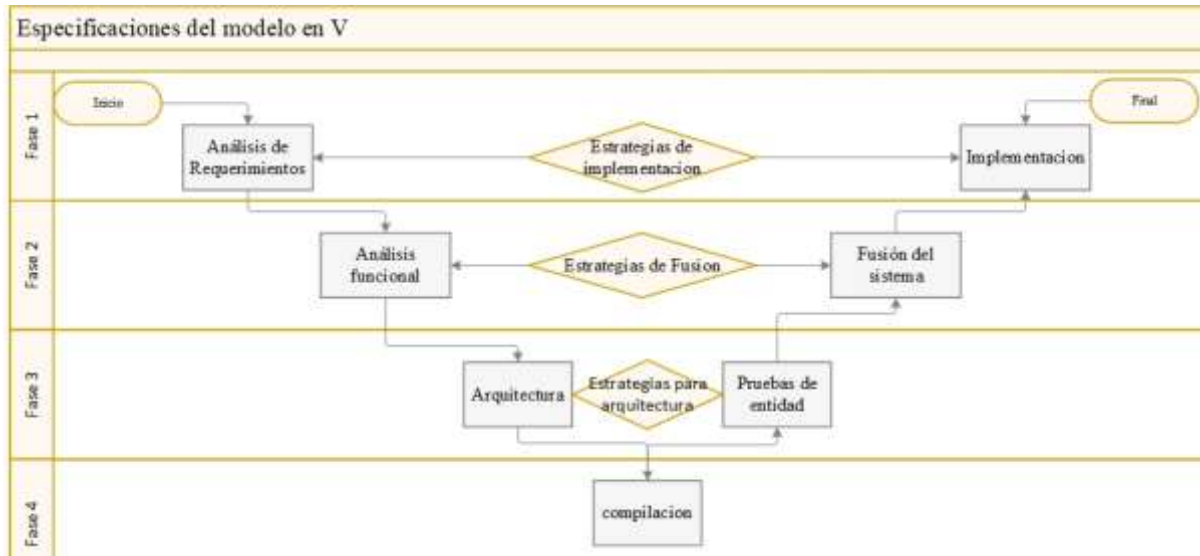 Especificaciones del modelo en V
Fase 1
Inicio
Final
Análisis de
Requerimientos
Estrategias de
implementacion
Implementacion
Fase 2
Análisis
funcional
Estrategias de Fusion
Fusión del
sistema
Fase 3
Arquitectura
Estrategias para
arquitectura
Pruebas de
entidad
Fase 4
compilacion